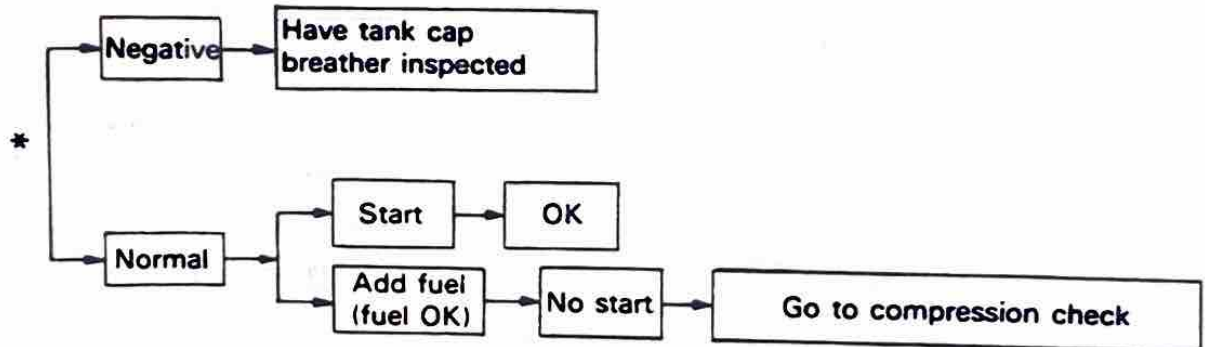 Negative
Have tank cap
breather inspected
*
Start
OK
Normal
Add fuel
(fuel OK)
No start
Go to compression check